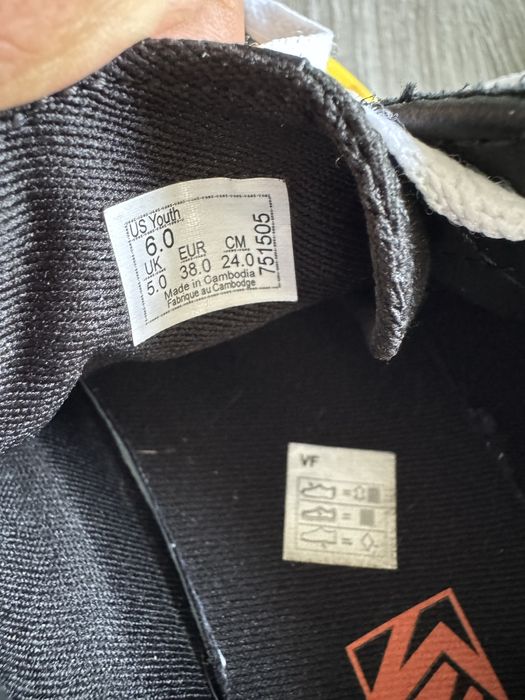 US Youth
6.0
UK EUR CM
5.0 38.0 24.0
751505
Made in Cambodia
Fabriqué au Cambodge
VF